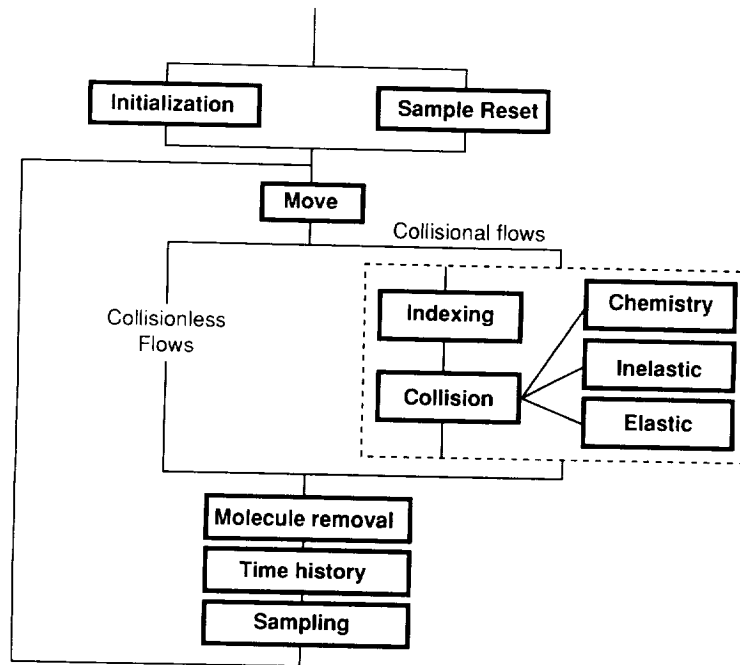 Initialization
Sample Reset
Move
Collisional flows
Collisionless
Flows
Indexing
Chemistry
Inelastic
Collision
Elastic
Molecule removal
Time history
Sampling